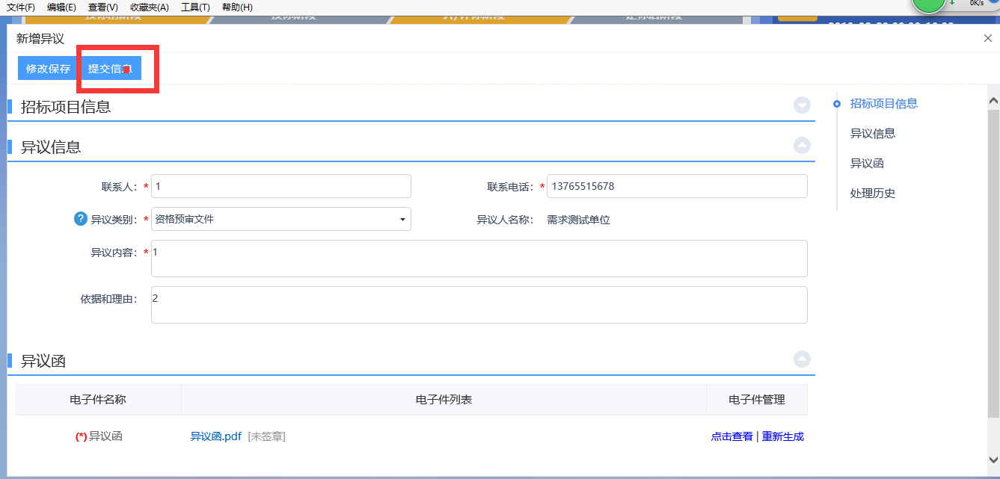 文件(F) 编辑(E) 查看(V) 收藏夹(A) 工具(T) 帮助(H)
0K/s
新增异议
修改保存 提交信息
招标项目信息
招标项目信息
异议信息
异议信息
异议函
处理历史
联系人： * 1 联系电话： * 13765515678
? 异议类别： * 资格预审文件 异议人名称： 需求测试单位
异议内容： * 1
依据和理由： 2
异议函
电子件名称 电子件列表 电子件管理
(*)异议函 异议函.pdf [未签章] 点击查看 | 重新生成